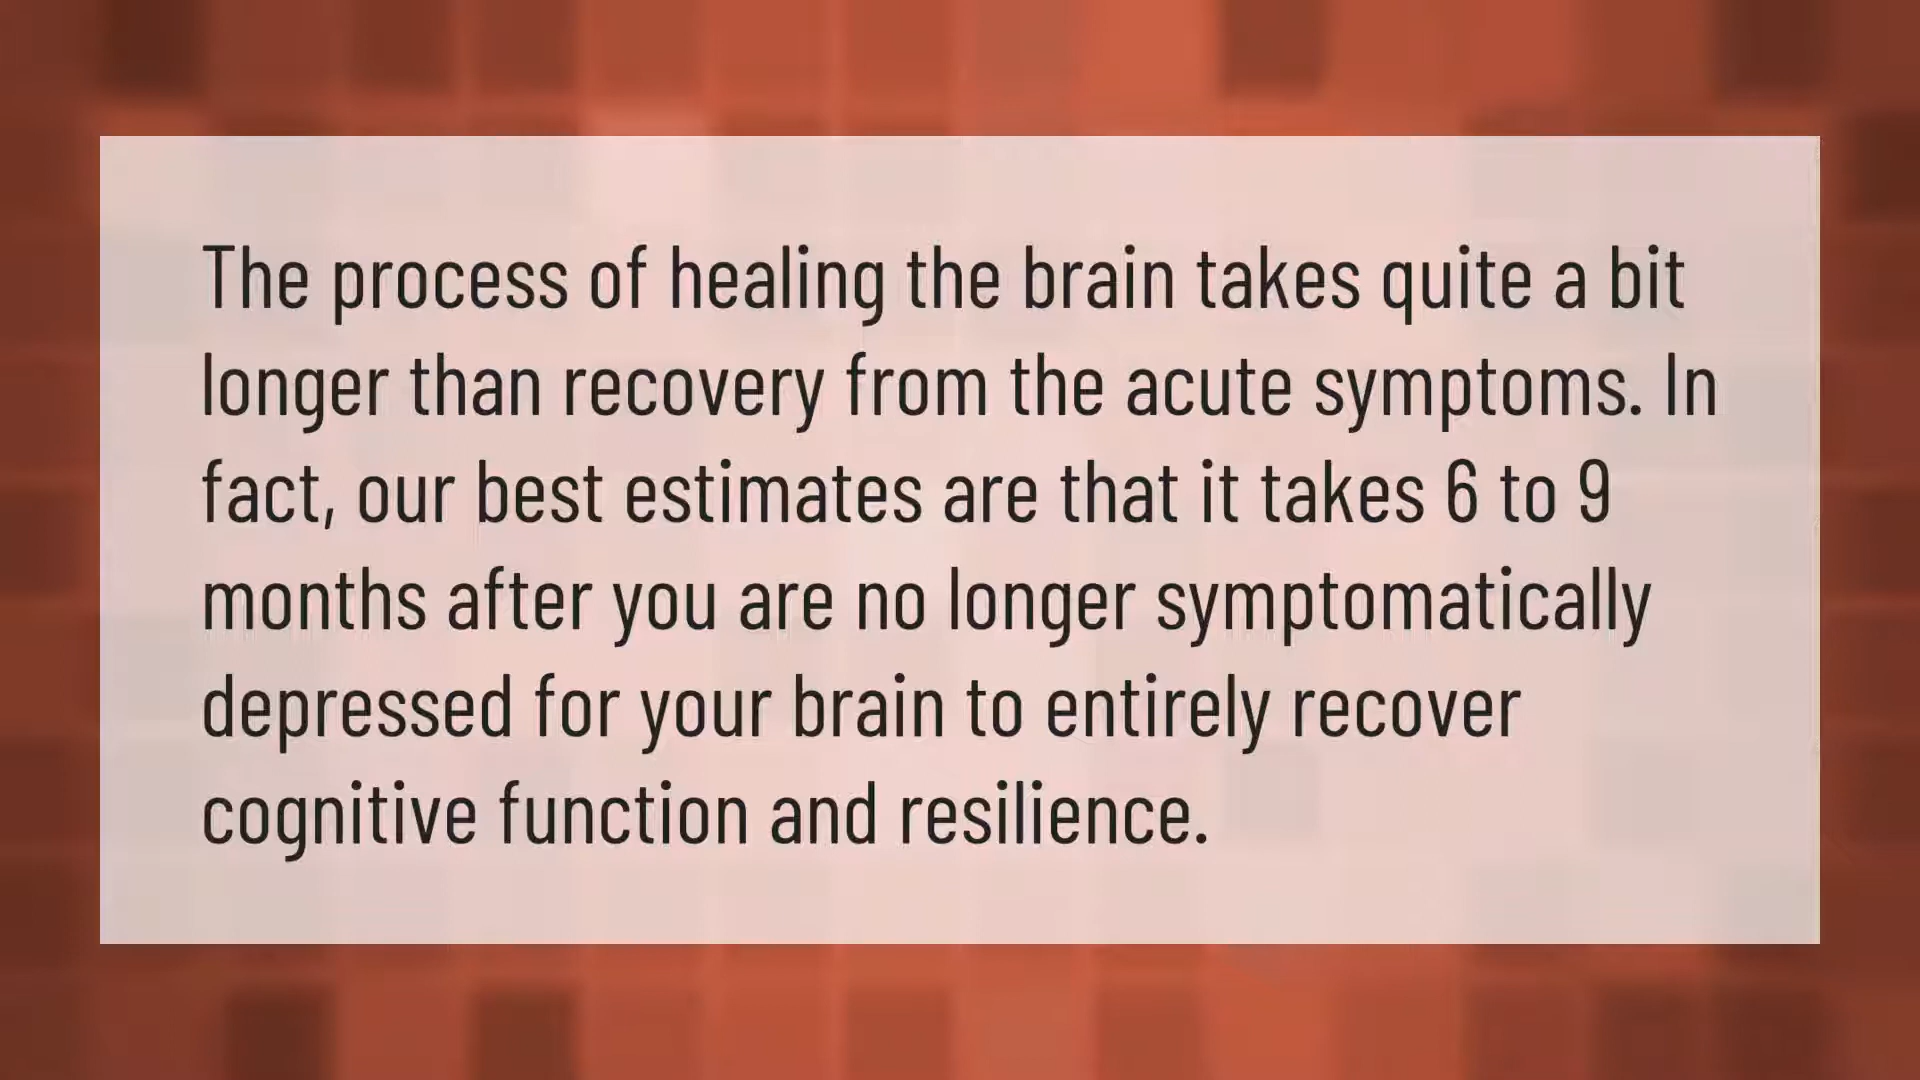 The process of healing the brain takes quite a bit
longer than recovery from the acute symptoms. In
fact, our best estimates are that it takes 6 to 9
months after you are no longer symptomatically
depressed for your brain to entirely recover
cognitive function and resilience.